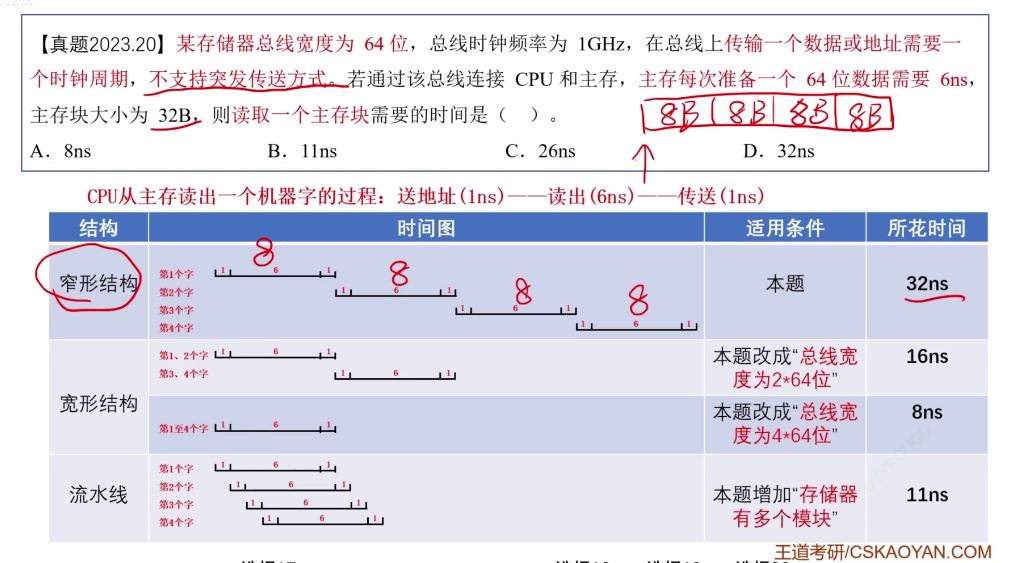 【真题2023.20】某存储器总线宽度为 64 位，总线时钟频率为 1GHz，在总线上传输一个数据或地址需要一
个时钟周期，不支持突发传送方式。若通过该总线连接 CPU 和主存，主存每次准备一个 64 位数据需要 6ns，
主存块大小为 32B，则读取一个主存块需要的时间是（ ）。
8B 8B 8B 8B
A. 8ns B. 11ns C. 26ns D. 32ns
CPU从主存读出一个机器字的过程：送地址(1ns)——读出(6ns)——传送(1ns)
结构 时间图 适用条件 所花时间
窄形结构
8 8 8 8
第1个字 1 6 1
第2个字 1 6 1
第3个字 1 6 1
第4个字 1 6 1
本题
32ns
宽形结构
第1、2个字 1 6 1
第3、4个字 1 6 1
本题改成“总线宽
度为2*64位”
16ns
第1至4个字 1 6 1
本题改成“总线宽
度为4*64位”
8ns
流水线
第1个字 1 6 1
第2个字 1 6 1
第3个字 1 6 1
第4个字 1 6 1
本题增加“存储器
有多个模块”
11ns
王道考研/CSKAOYAN.COM